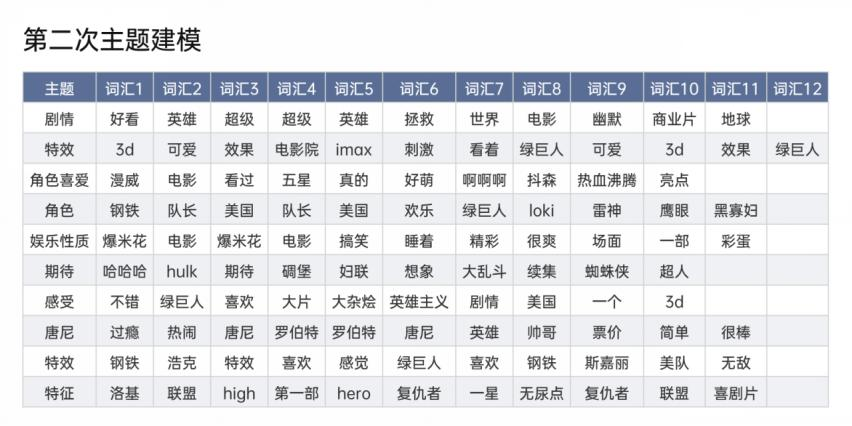 第二次主题建模
主题 词汇1 词汇2 词汇3 词汇4 词汇5 词汇6 词汇7 词汇8 词汇9 词汇10 词汇11 词汇12
剧情 好看 英雄 超级 超级 英雄 拯救 世界 电影 幽默 商业片 地球
特效 3d 可爱 效果 电影院 imax 刺激 看着 绿巨人 可爱 3d 效果 绿巨人
角色喜爱 漫威 电影 看过 五星 真的 好萌 啊啊啊 抖森 热血沸腾 亮点
角色 钢铁 队长 美国 队长 美国 欢乐 绿巨人 loki 雷神 鹰眼 黑寡妇
娱乐性质 爆米花 电影 爆米花 电影 搞笑 睡着 精彩 很爽 场面 一部 彩蛋
期待 哈哈哈 hulk 期待 碉堡 妇联 想象 大乱斗 续集 蜘蛛侠 超人
感受 不错 绿巨人 喜欢 大片 大杂烩 英雄主义 剧情 美国 一个 3d
唐尼 过瘾 热闹 唐尼 罗伯特 罗伯特 唐尼 英雄 帅哥 票价 简单 很棒
特效 钢铁 浩克 特效 喜欢 感觉 绿巨人 喜欢 钢铁 斯嘉丽 美队 无敌
特征 洛基 联盟 high 第一部 hero 复仇者 一星 无尿点 复仇者 联盟 喜剧片